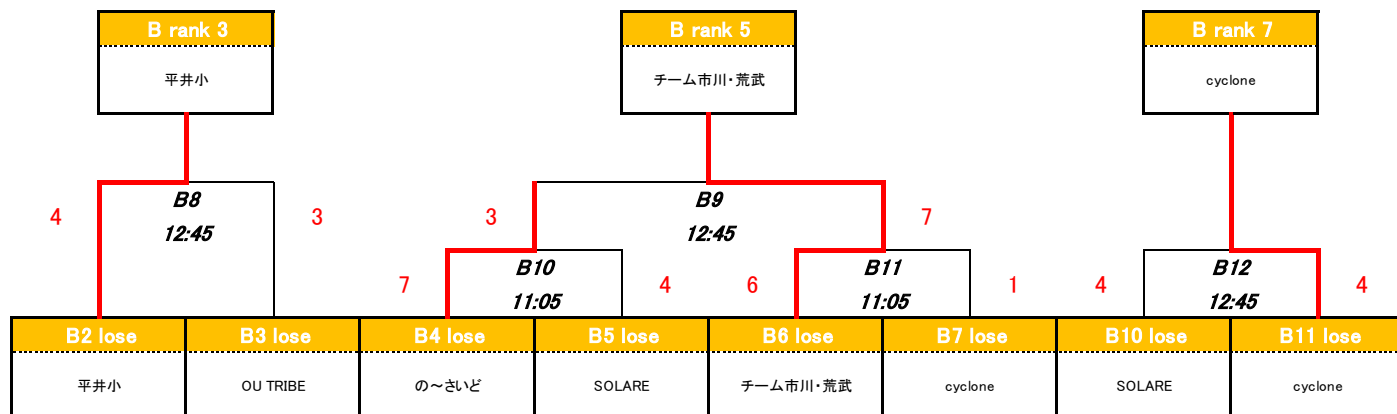 B rank 3
B rank 5
B rank 7
平井小
チーム市川・荒武
cyclone
4
B8
12:45
3
3
B9
12:45
7
7
B10
11:05
4
6
B11
11:05
1
4
B12
12:45
4
B2 lose
B3 lose
B4 lose
B5 lose
B6 lose
B7 lose
B10 lose
B11 lose
平井小
OU TRIBE
の～さいど
SOLARE
チーム市川・荒武
cyclone
SOLARE
cyclone